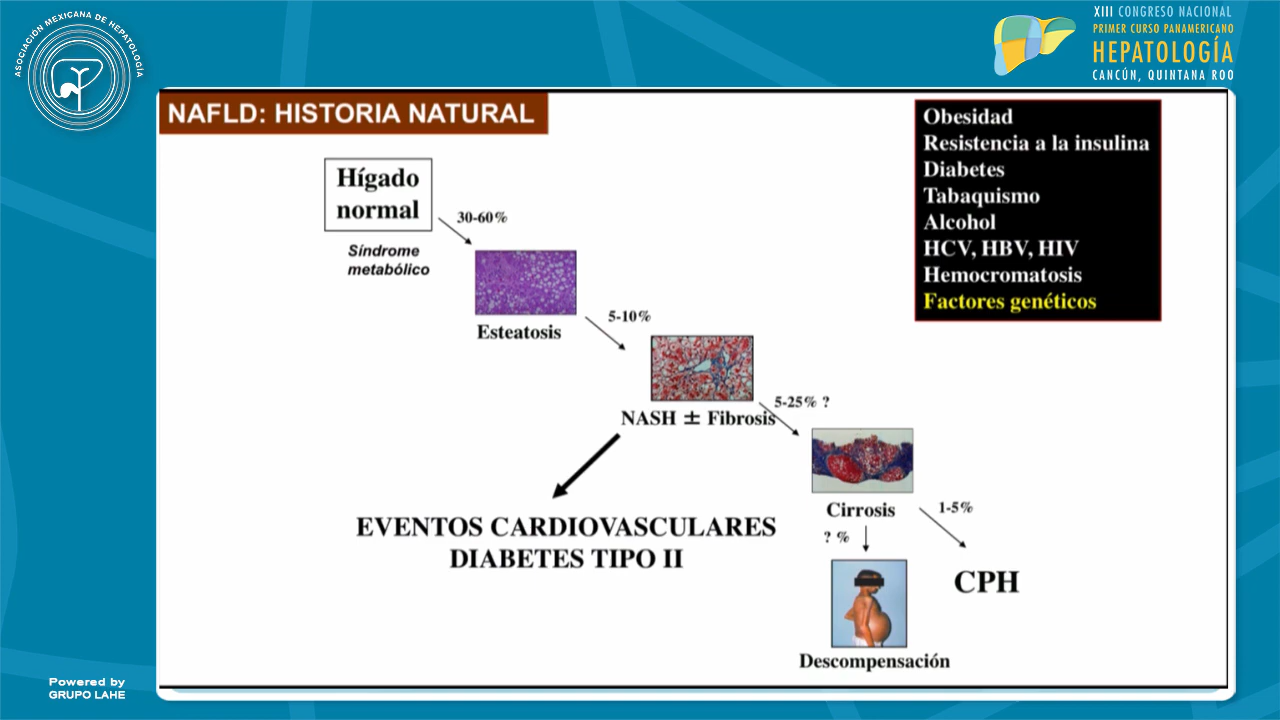 ASOCIACIÓN MEXICANA DE HEPATOLOGÍA
XIII CONGRESO NACIONAL
PRIMER CURSO PANAMERICANO
HEPATOLOGÍA
CANCÚN, QUINTANA ROO
NAFLD: HISTORIA NATURAL
Obesidad
Resistencia a la insulina
Diabetes
Tabaquismo
Alcohol
HCV, HBV, HIV
Hemocromatosis
Factores genéticos
Hígado
normal
30-60%
Síndrome
metabólico
Esteatosis
5-10%
NASH ± Fibrosis
5-25% ?
Cirrosis
1-5%
? %
EVENTOS CARDIOVASCULARES
DIABETES TIPO II
CPH
Descompensación
Powered by
GRUPO LAHE